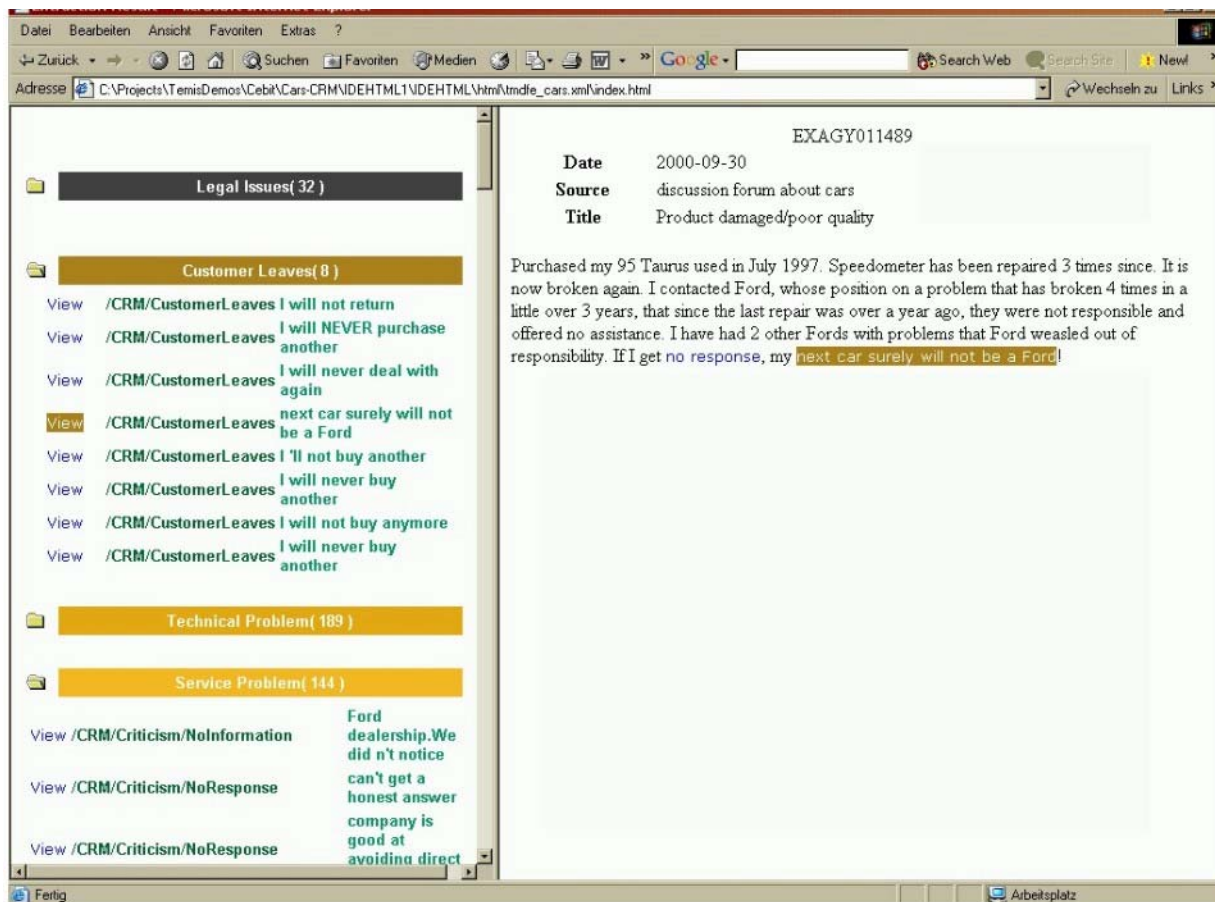 Datei Bearbeiten Ansicht Favoriten Extras ?
Zurück Suchen Favoriten Medien Google Search Web Search Site New!
Adresse C:\Projects\TemisDemos\Cebit\Cars-CRM\IDEHTML1\IDEHTML\html\tmdfe_cars.xml\index.html Wechseln zu Links
Legal Issues( 32 )
Customer Leaves( 8 )
View /CRM/CustomerLeaves I will not return
View /CRM/CustomerLeaves I will NEVER purchase
another
View /CRM/CustomerLeaves I will never deal with
again
View /CRM/CustomerLeaves next car surely will not
be a Ford
View /CRM/CustomerLeaves I 'll not buy another
View /CRM/CustomerLeaves I will never buy
another
View /CRM/CustomerLeaves I will not buy anymore
View /CRM/CustomerLeaves I will never buy
another
Technical Problem( 189 )
Service Problem( 144 )
View /CRM/Criticism/NoInformation Ford
dealership.We
did n't notice
View /CRM/Criticism/NoResponse can't get a
honest answer
View /CRM/Criticism/NoResponse company is
good at
avoiding direct
EXAGY011489
Date 2000-09-30
Source discussion forum about cars
Title Product damaged/poor quality
Purchased my 95 Taurus used in July 1997. Speedometer has been repaired 3 times since. It is
now broken again. I contacted Ford, whose position on a problem that has broken 4 times in a
little over 3 years, that since the last repair was over a year ago, they were not responsible and
offered no assistance. I have had 2 other Fords with problems that Ford weasled out of
responsibility. If I get no response, my next car surely will not be a Ford!
Fertig Arbeitsplatz